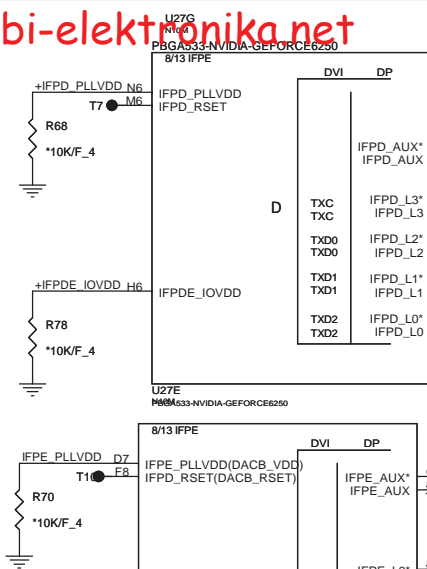 U27G
bi-elektronika.net
N10M
PBGA533-NVIDIA-GEFORCE6250
8/13 IFPE
DVI DP
+IFPD_PLLVDD N6 IFPD_PLLVDD
T7 M6 IFPD_RSET
R68
*10K/F_4
IFPD_AUX*
IFPD_AUX
D
TXC IFPD_L3*
TXC IFPD_L3
TXD0 IFPD_L2*
TXD0 IFPD_L2
TXD1 IFPD_L1*
TXD1 IFPD_L1
+IFPDE_IOVDD H6 IFPDE_IOVDD
TXD2 IFPD_L0*
TXD2 IFPD_L0
R78
*10K/F_4
U27E
N10M
PBGA533-NVIDIA-GEFORCE6250
8/13 IFPE
DVI DP
IFPE_PLLVDD D7 IFPE_PLLVDD(DACB_VDD)
F8 IFPD_RSET(DACB_RSET)
IFPE_AUX*
IFPE_AUX
R70
*10K/F_4